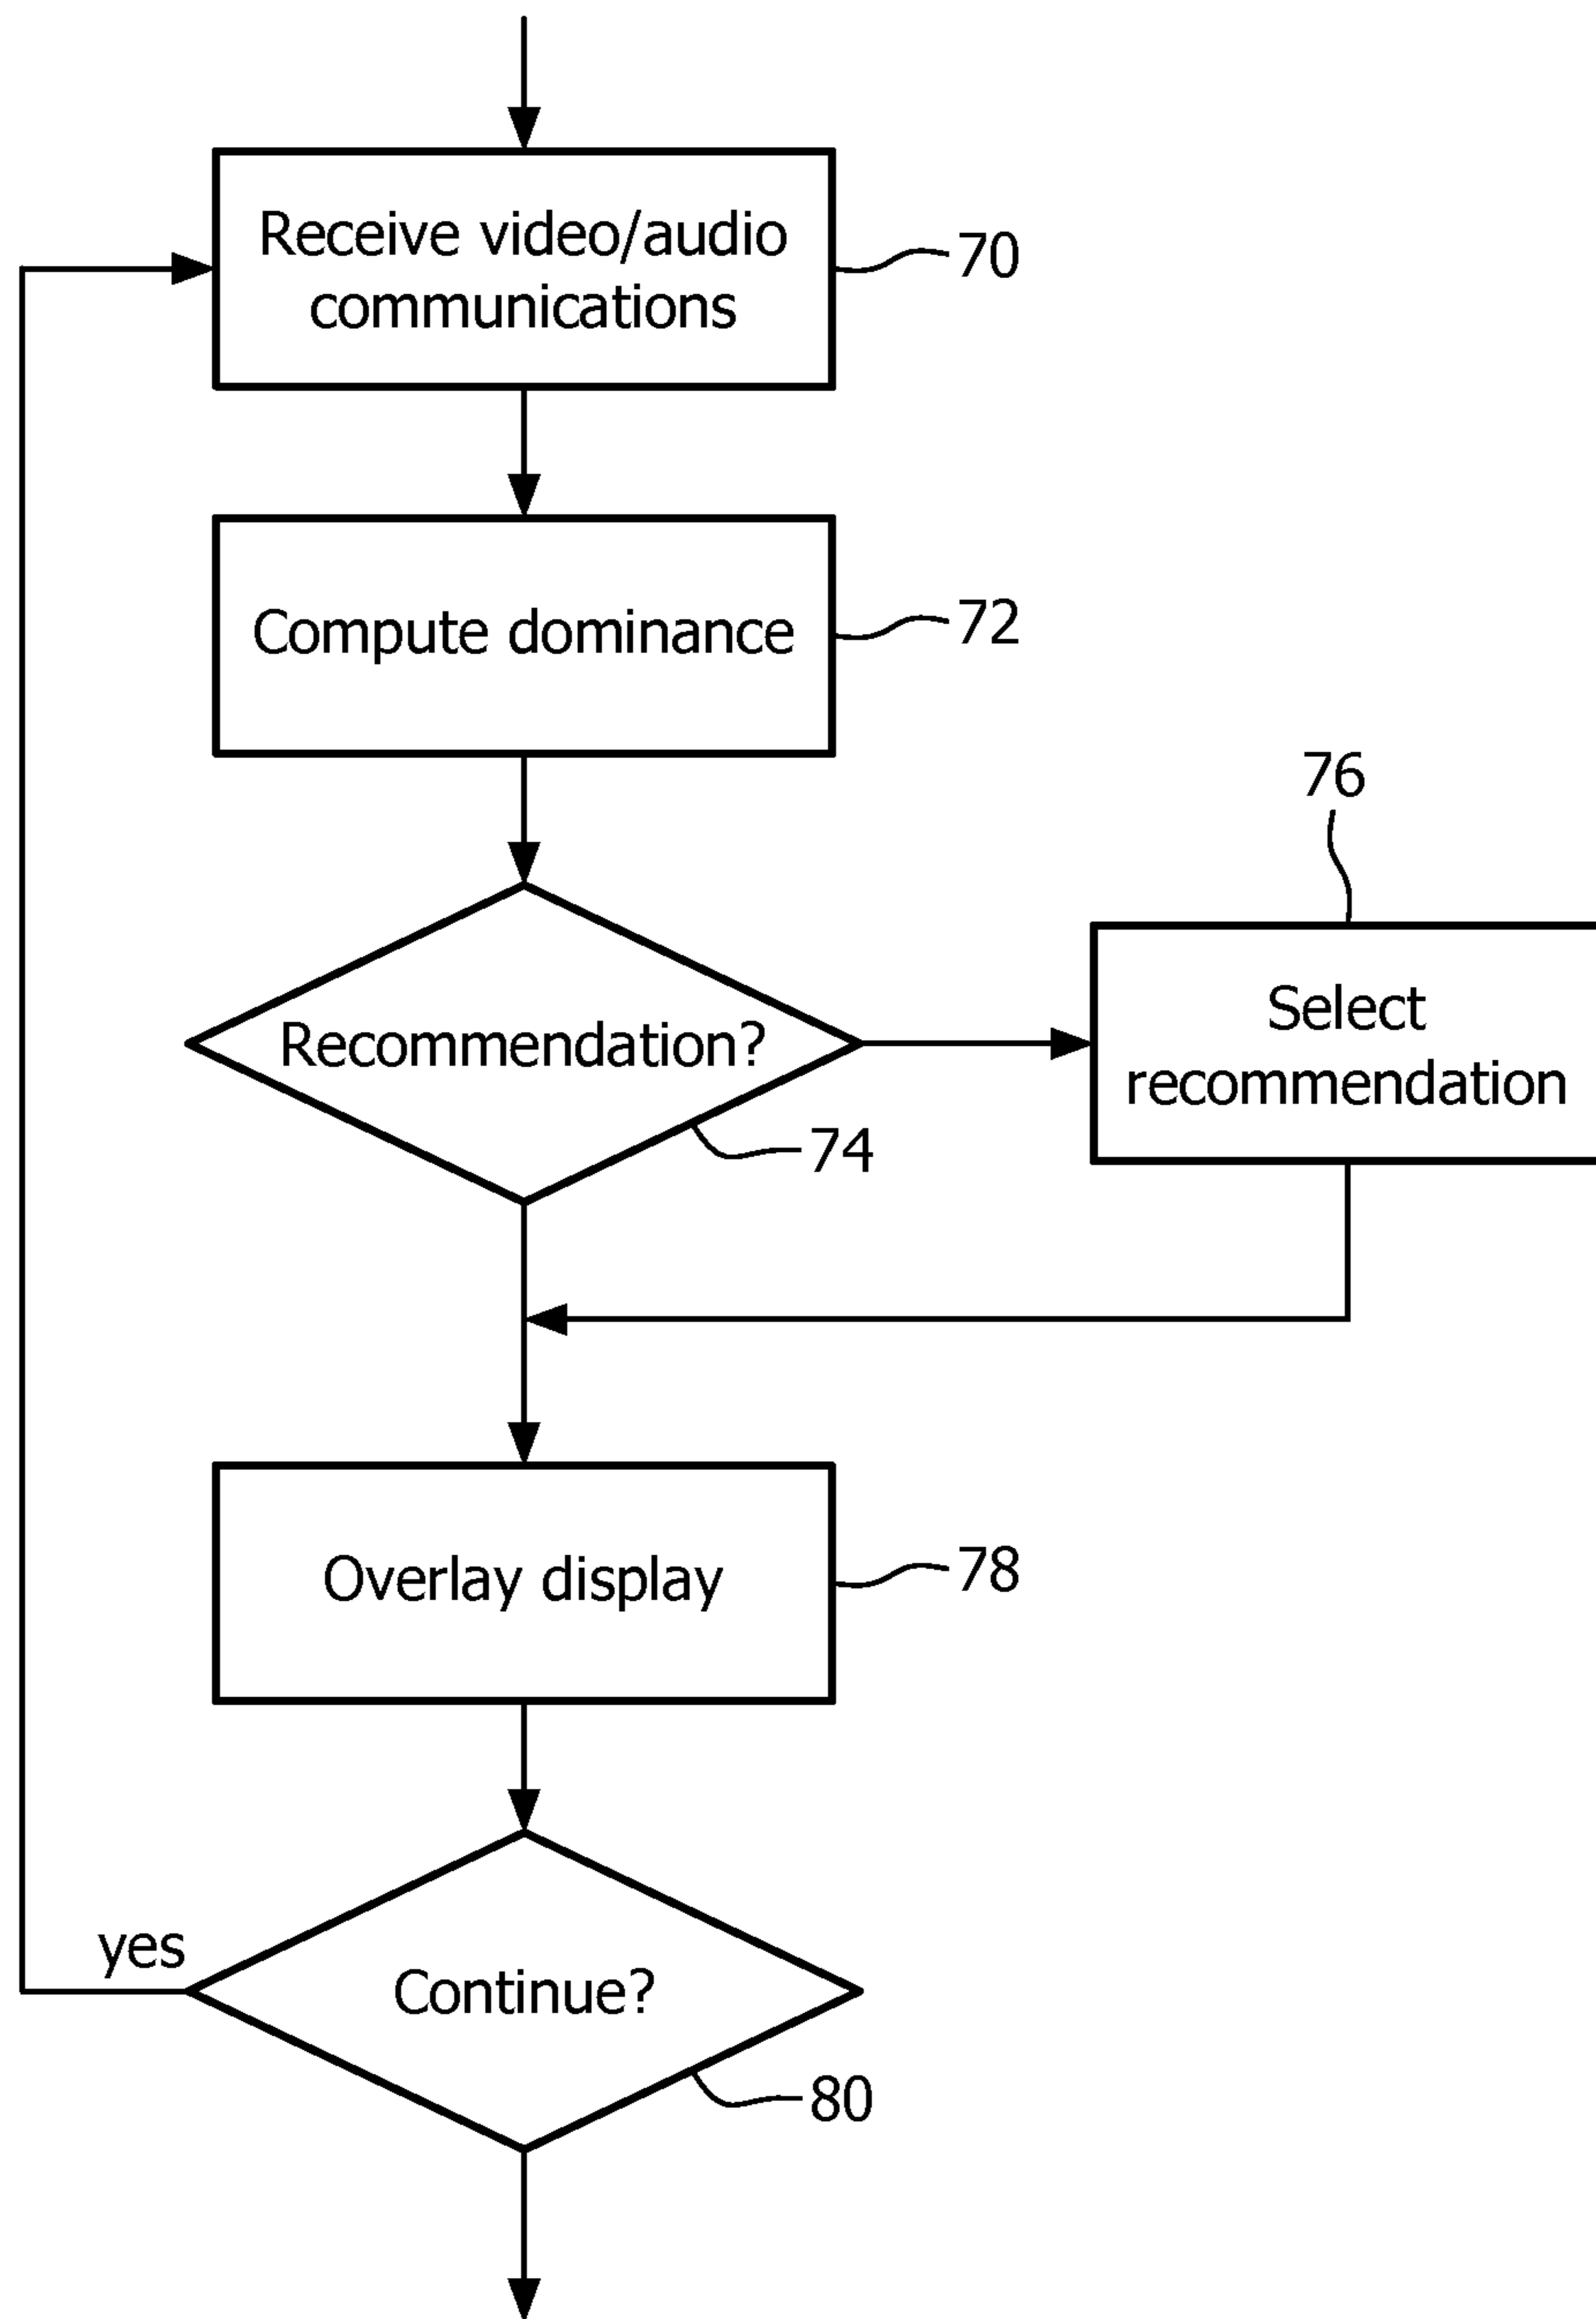 Receive video/audio
communications
70
Compute dominance
72
76
Select
recommendation
Recommendation?
74
Overlay display
78
yes
Continue?
80